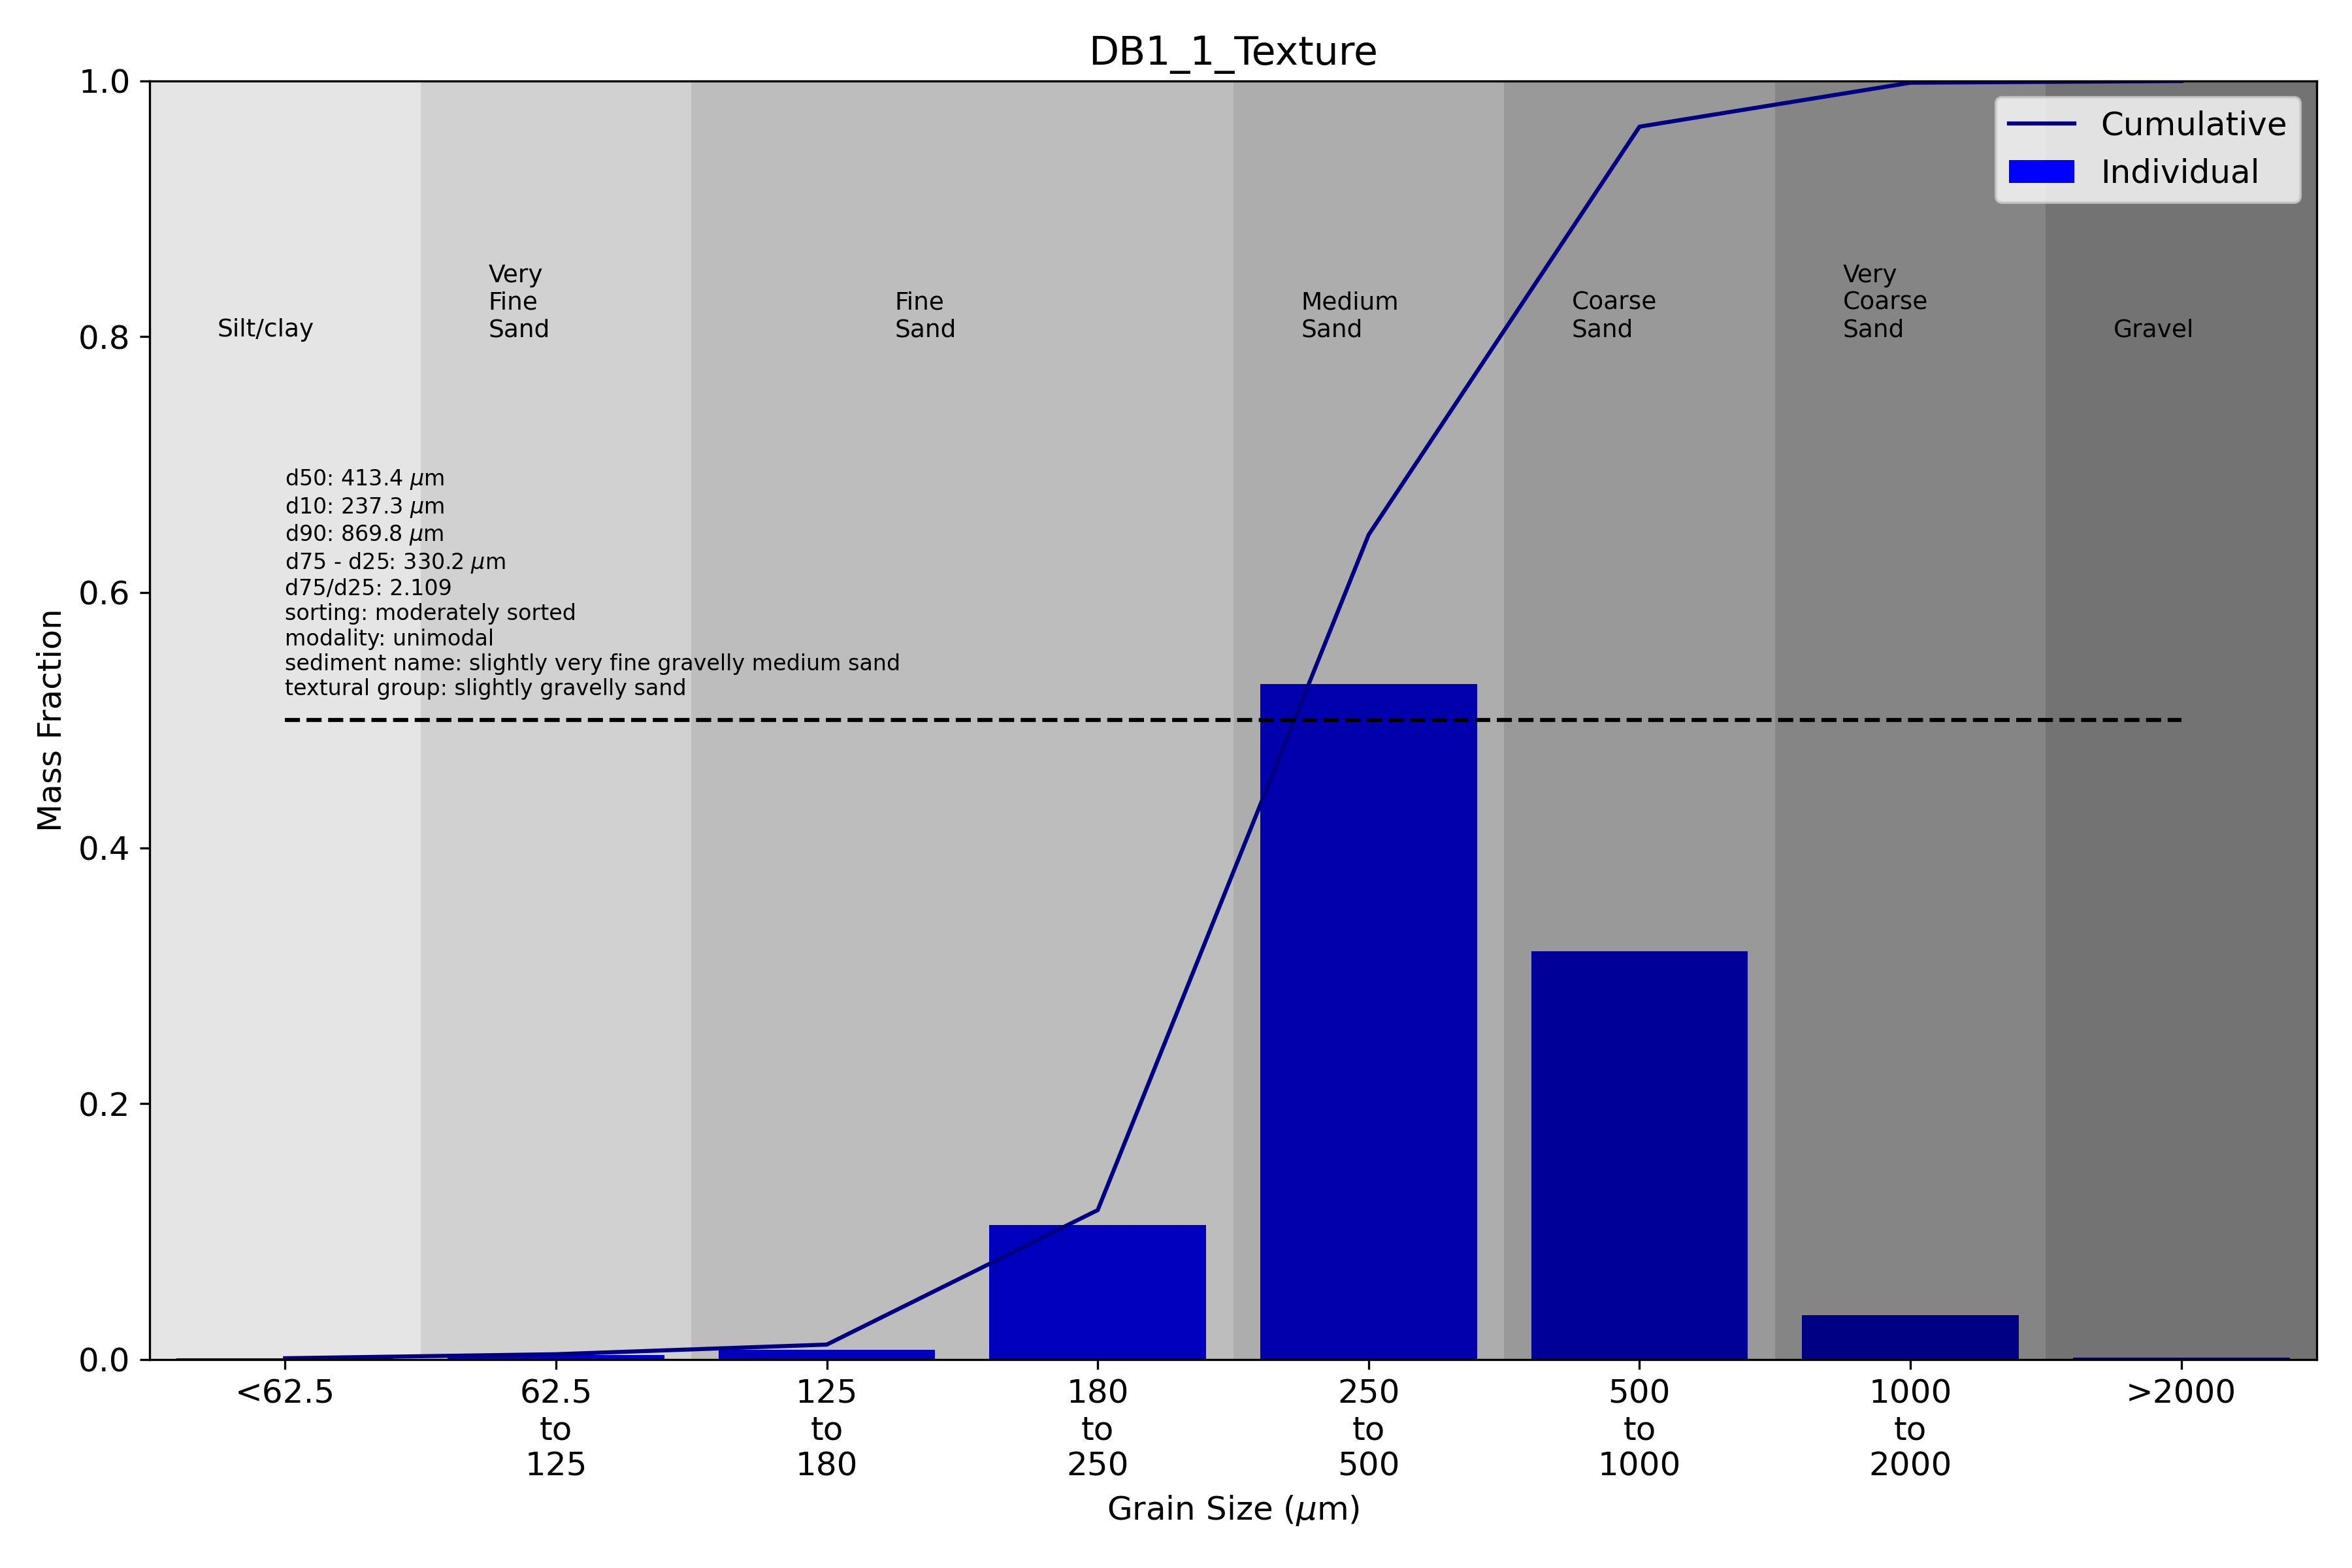 DB1_1_Texture
1.0
0.8
0.6
0.4
0.2
0.0
Mass Fraction
Cumulative
Individual
Silt/clay
Very
Fine
Sand
Fine
Sand
Medium
Sand
Coarse
Sand
Very
Coarse
Sand
Gravel
d50: 413.4 μm
d10: 237.3 μm
d90: 869.8 μm
d75 - d25: 330.2 μm
d75/d25: 2.109
sorting: moderately sorted
modality: unimodal
sediment name: slightly very fine gravelly medium sand
textural group: slightly gravelly sand
<62.5
62.5
to
125
125
to
180
180
to
250
250
to
500
500
to
1000
1000
to
2000
>2000
Grain Size (μm)